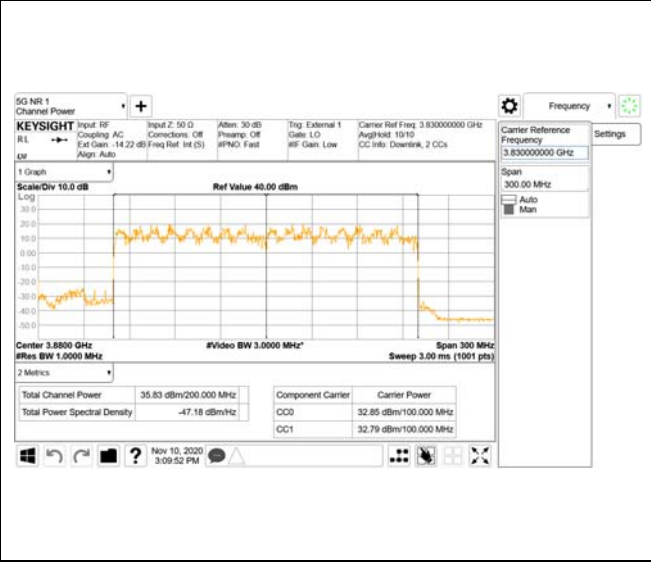 5G NR 1
Channel Power
Frequency
KEYSIGHT
Input: RF
Input Z: 50 Ω
Atten: 30 dB
Trig: External 1
Carrier Ref Freq: 3.830000000 GHz
R L
Coupling: AC
Corrections: Off
Preamp: Off
Gate: LO
Avg|Hold: 10/10
Ext Gain: -14.22 dB
Freq Ref: Int (S)
#PNO: Fast
#IF Gain: Low
CC Info: Downlink, 2 CCs
Align: Auto
Carrier Reference
Frequency
3.830000000 GHz
Settings
Span
300.00 MHz
Auto
Man
1 Graph
Scale/Div 10.0 dB
Ref Value 40.00 dBm
Log
30.0
20.0
10.0
0.00
-10.0
-20.0
-30.0
-40.0
-50.0
Center 3.8800 GHz
#Video BW 3.0000 MHz*
Span 300 MHz
#Res BW 1.0000 MHz
Sweep 3.00 ms (1001 pts)
2 Metrics
Total Channel Power
35.83 dBm/200.000 MHz
Total Power Spectral Density
-47.18 dBm/Hz
Component Carrier
Carrier Power
CC0
32.85 dBm/100.000 MHz
CC1
32.79 dBm/100.000 MHz
?
Nov 10, 2020
3:09:52 PM